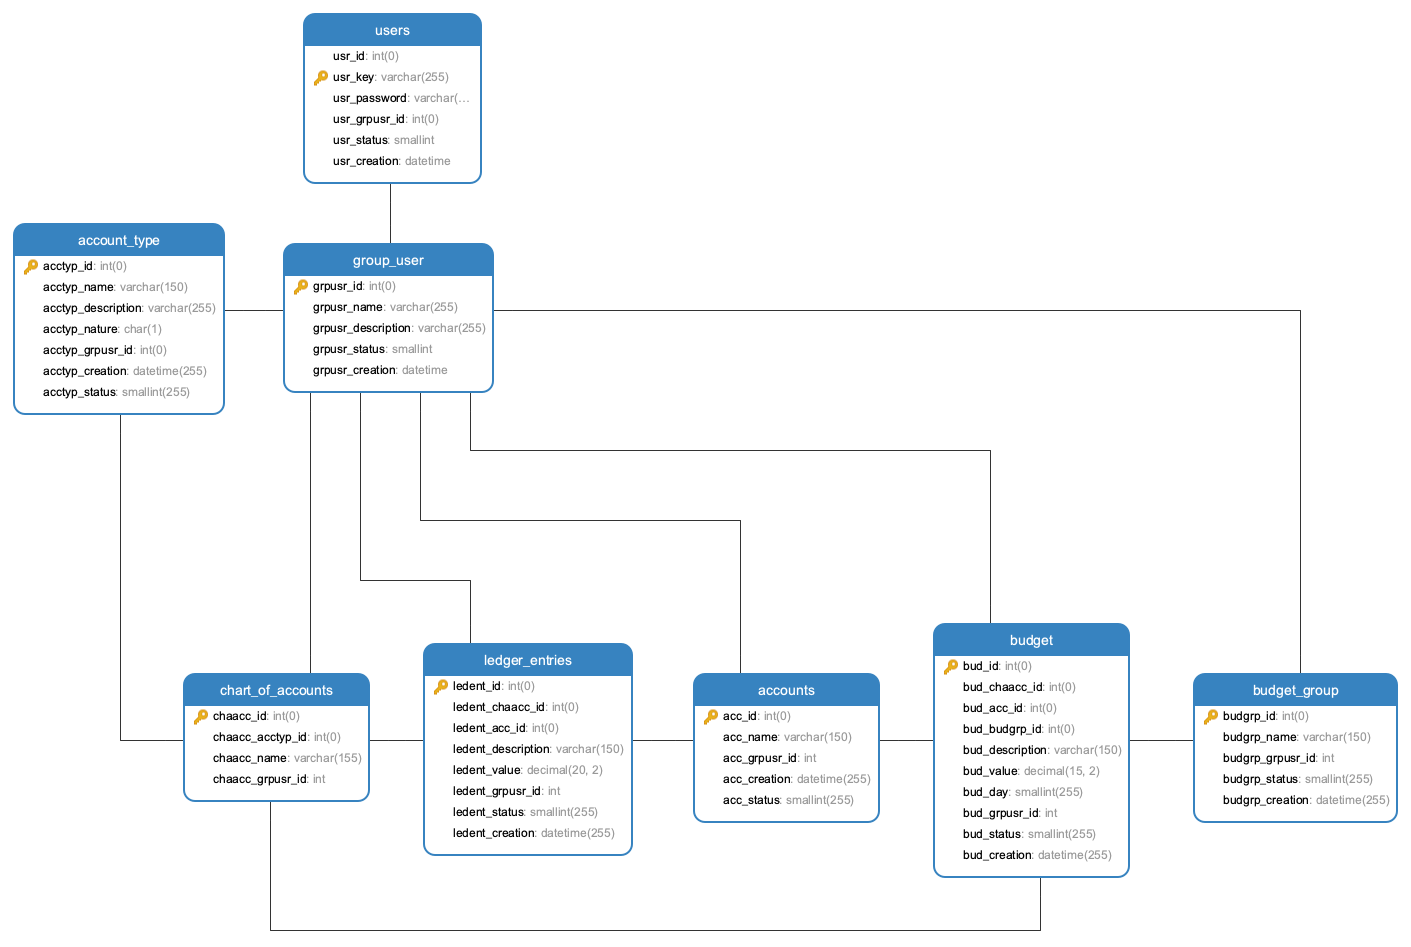 users
usr_id: int(0)
usr_key: varchar(255)
usr_password: varchar(...
usr_grpusr_id: int(0)
usr_status: smallint
usr_creation: datetime
account_type
acctyp_id: int(0)
acctyp_name: varchar(150)
acctyp_description: varchar(255)
acctyp_nature: char(1)
acctyp_grpusr_id: int(0)
acctyp_creation: datetime(255)
acctyp_status: smallint(255)
group_user
grpusr_id: int(0)
grpusr_name: varchar(255)
grpusr_description: varchar(255)
grpusr_status: smallint
grpusr_creation: datetime
chart_of_accounts
chaacc_id: int(0)
chaacc_acctyp_id: int(0)
chaacc_name: varchar(155)
chaacc_grpusr_id: int
ledger_entries
ledent_id: int(0)
ledent_chaacc_id: int(0)
ledent_acc_id: int(0)
ledent_description: varchar(150)
ledent_value: decimal(20, 2)
ledent_grpusr_id: int
ledent_status: smallint(255)
ledent_creation: datetime(255)
accounts
acc_id: int(0)
acc_name: varchar(150)
acc_grpusr_id: int
acc_creation: datetime(255)
acc_status: smallint(255)
budget
bud_id: int(0)
bud_chaacc_id: int(0)
bud_acc_id: int(0)
bud_budgrp_id: int(0)
bud_description: varchar(150)
bud_value: decimal(15, 2)
bud_day: smallint(255)
bud_grpusr_id: int
bud_status: smallint(255)
bud_creation: datetime(255)
budget_group
budgrp_id: int(0)
budgrp_name: varchar(150)
budgrp_grpusr_id: int
budgrp_status: smallint(255)
budgrp_creation: datetime(255)